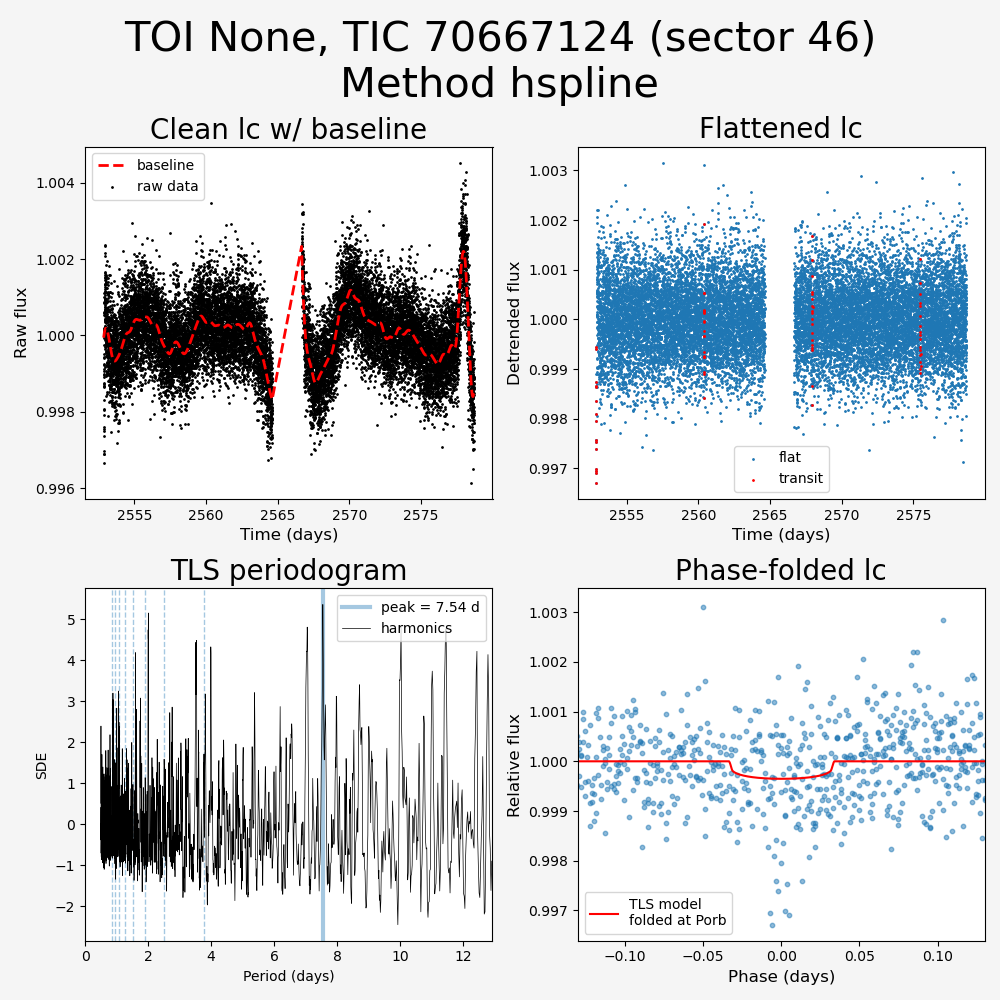 TOI None, TIC 70667124 (sector 46)
Method hspline
Clean lc w/ baseline
Flattened lc
baseline
raw data
1.004
1.002
1.000
0.998
0.996
Raw flux
2555 2560 2565 2570 2575
Time (days)
1.003
1.002
1.001
1.000
0.999
0.998
0.997
Detrended flux
flat
transit
2555 2560 2565 2570 2575
Time (days)
TLS periodogram
Phase-folded lc
peak = 7.54 d
harmonics
5
4
3
2
1
0
−1
−2
SDE
0 2 4 6 8 10 12
Period (days)
1.003
1.002
1.001
1.000
0.999
0.998
0.997
Relative flux
TLS model
folded at Porb
−0.10 −0.05 0.00 0.05 0.10
Phase (days)